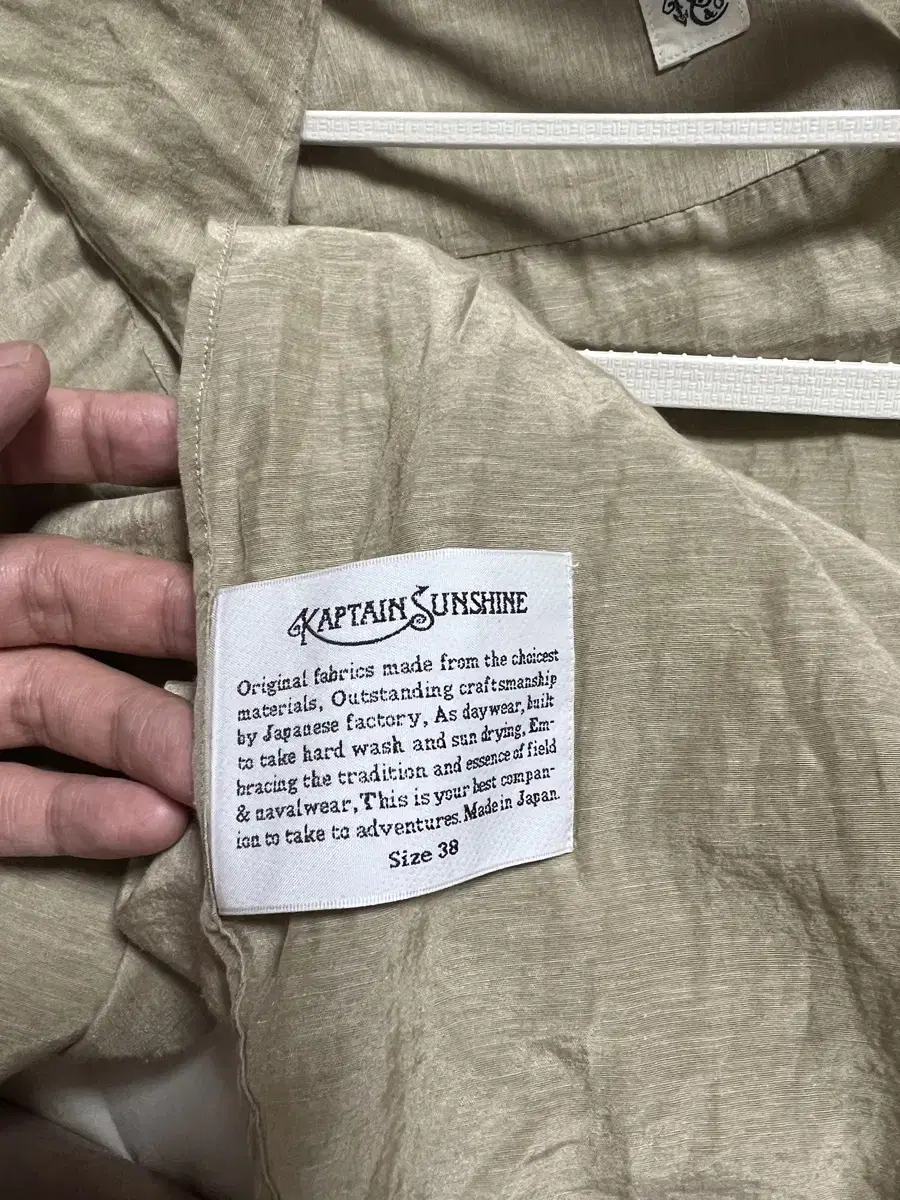 KAPTAIN SUNSHINE
Original fabrics made from the choicest
materials, Outstanding craftsmanship
by Japanese factory, As daywear, built
to take hard wash and sun drying, Em-
bracing the tradition and essence of field
& navalwear, This is your best compan-
ion to take to adventures. Made in Japan.
Size 38